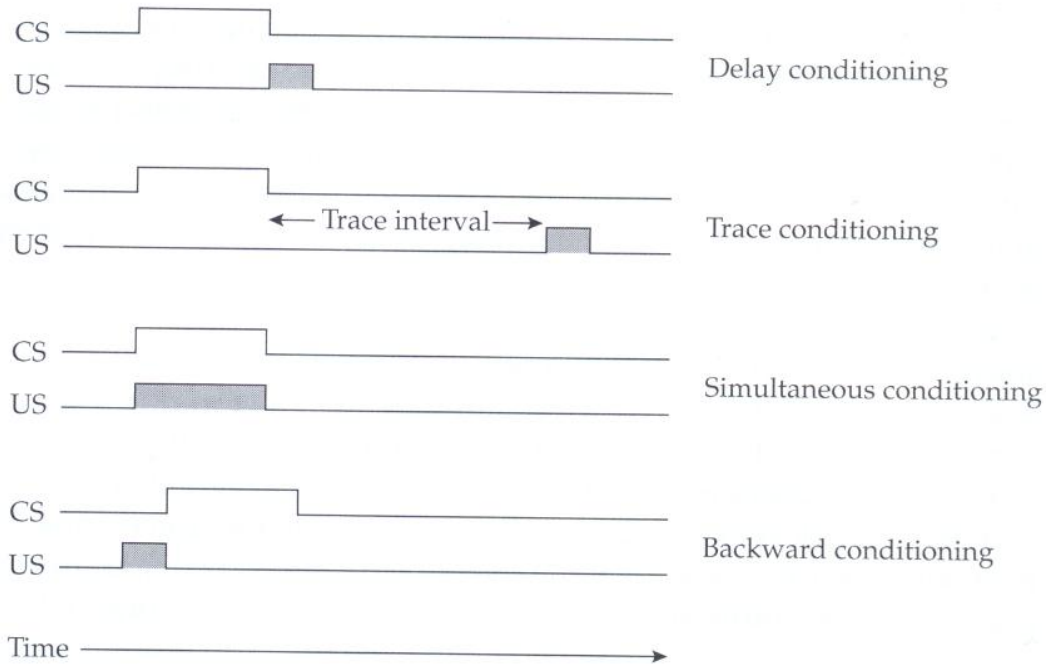 CS
US
Delay conditioning
CS
Trace interval
US
Trace conditioning
CS
US
Simultaneous conditioning
CS
US
Backward conditioning
Time